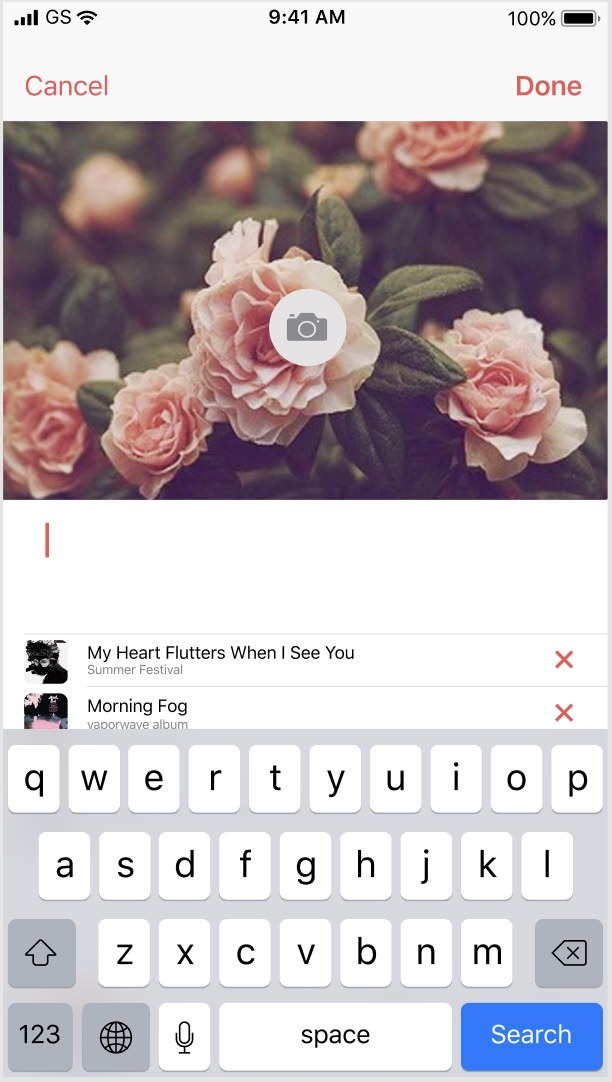 GS 9:41 AM 100%
Cancel Done
My Heart Flutters When I See You
Summer Festival
Morning Fog
vaporwave album
q w e r t y u i o p
a s d f g h j k l
z x c v b n m
123 space Search